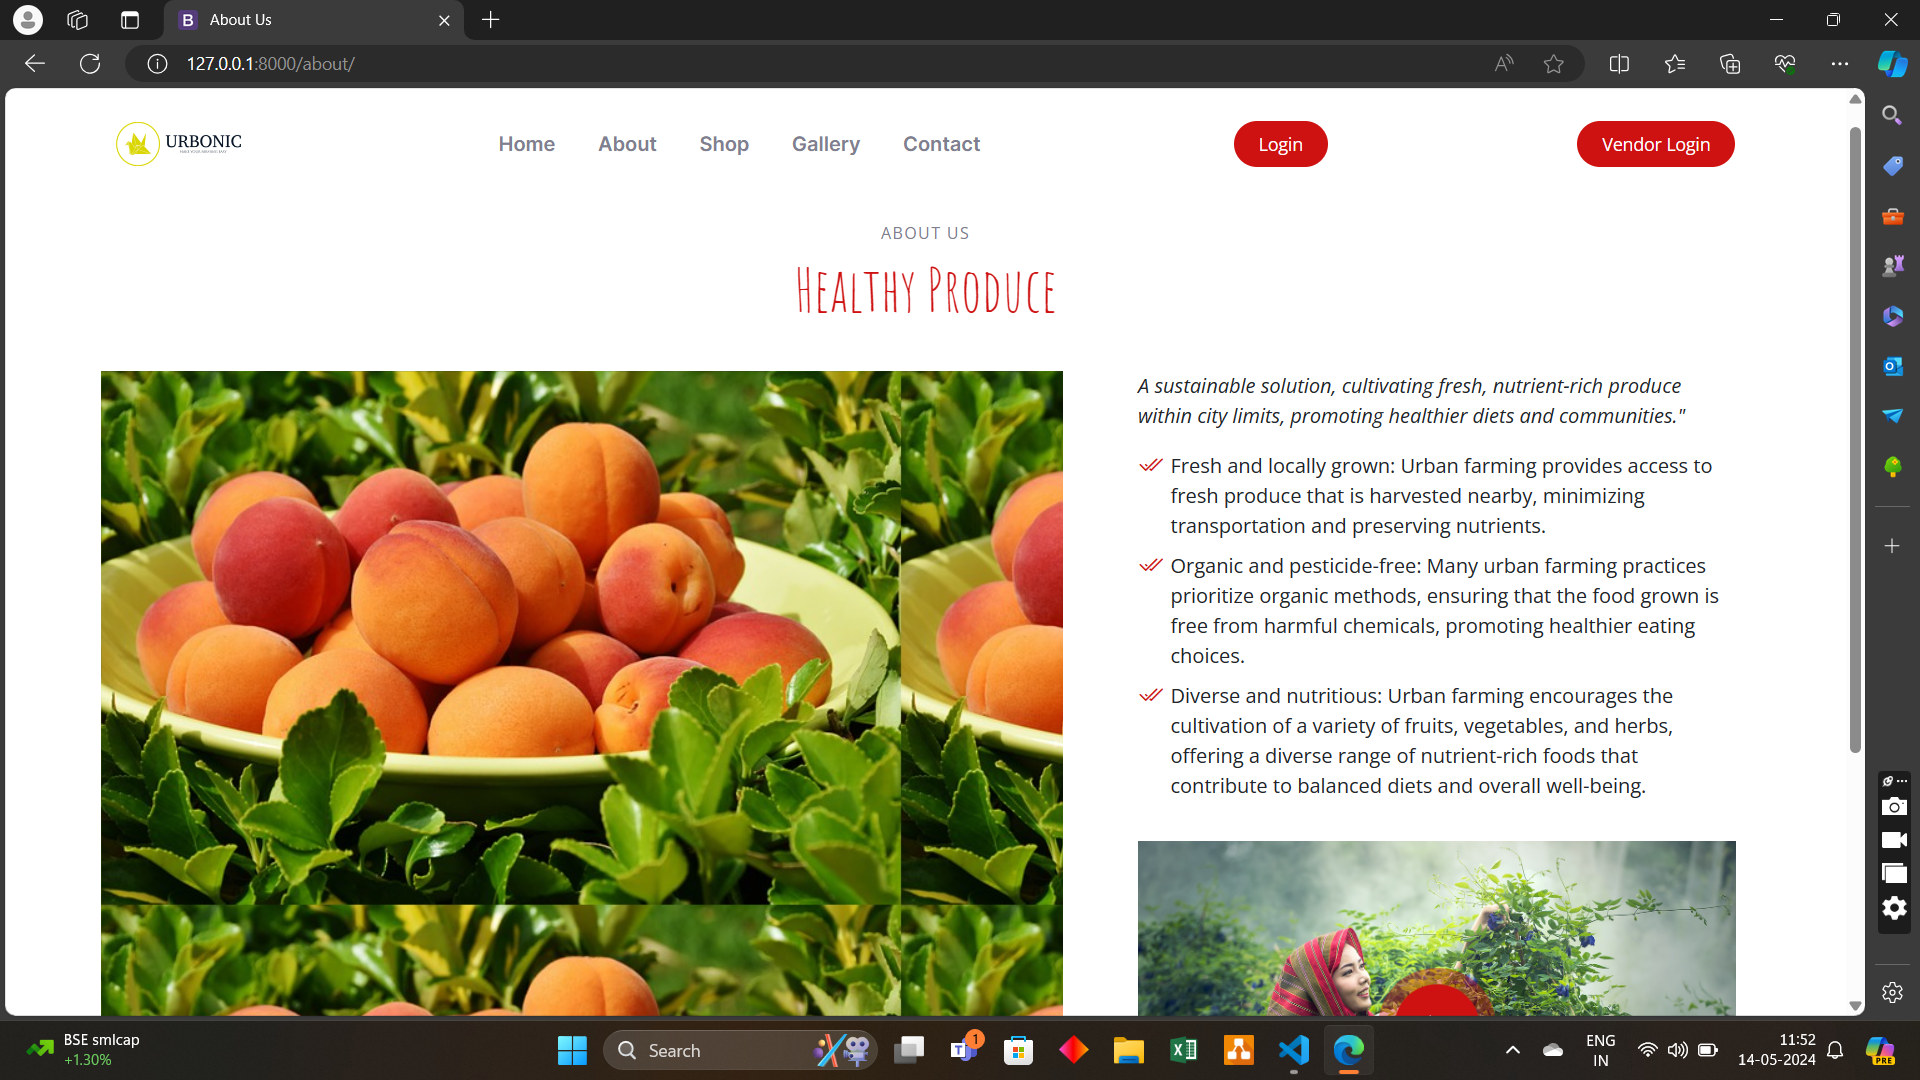 About Us
127.0.0.1:8000/about/
URBONIC
Home About Shop Gallery Contact Login Vendor Login
ABOUT US
Healthy Produce
A sustainable solution, cultivating fresh, nutrient-rich produce
within city limits, promoting healthier diets and communities."
Fresh and locally grown: Urban farming provides access to
fresh produce that is harvested nearby, minimizing
transportation and preserving nutrients.
Organic and pesticide-free: Many urban farming practices
prioritize organic methods, ensuring that the food grown is
free from harmful chemicals, promoting healthier eating
choices.
Diverse and nutritious: Urban farming encourages the
cultivation of a variety of fruits, vegetables, and herbs,
offering a diverse range of nutrient-rich foods that
contribute to balanced diets and overall well-being.
BSE smlcap
+1.30%
Search
1
ENG
IN
11:52
14-05-2024
PRE